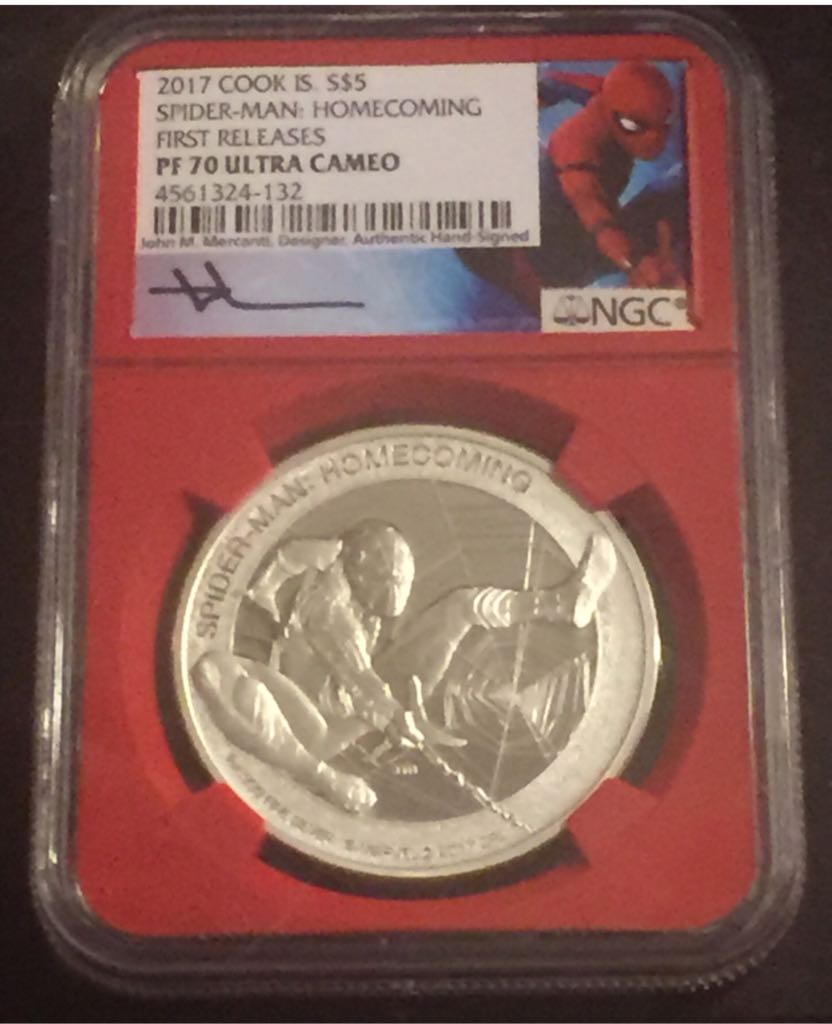 2017 COOK IS. S$5
SPIDER-MAN: HOMECOMING
FIRST RELEASES
PF 70 ULTRA CAMEO
4561324-132
John M. Mercanti, Designer, Authentic Hand-Signed
NGC®
SPIDER-MAN: HOMECOMING